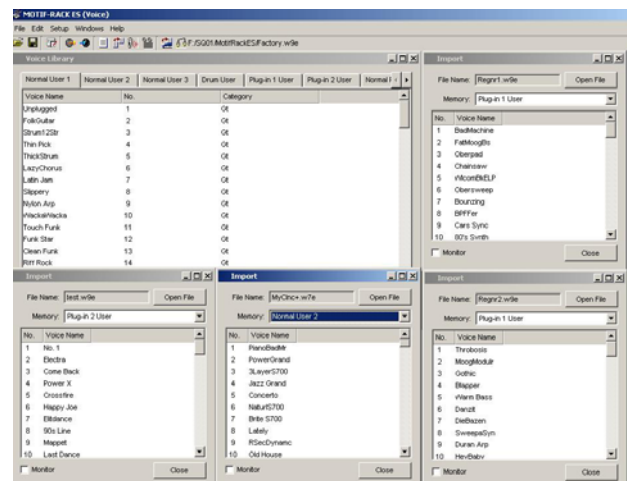 MOTIF-RACK ES (Voice)
File Edit Setup Windows Help
F:/SG01/MotifRackES/Factory.w9e
Voice Library
Normal User 1 Normal User 2 Normal User 3 Drum User Plug-in 1 User Plug-in 2 User Normal
Voice Name No. Category
Unplugged 1 Gt
FolkGuitar 2 Gt
Strum12Str 3 Gt
Thin Pick 4 Gt
ThickStrum 5 Gt
LazyChorus 6 Gt
Latin Jam 7 Gt
Slippery 8 Gt
Nylon Arp 9 Gt
WackaWacka 10 Gt
Touch Funk 11 Gt
Funk Star 12 Gt
Clean Funk 13 Gt
Riff Rock 14 Gt
Import
File Name: Regnr1.w9e Open File
Memory: Plug-in 1 User
No. Voice Name
1 BadMachine
2 FatMoogBs
3 Oberpad
4 Chainsaw
5
6 Obersweep
7 Bounzing
8 BPFFer
9 Cars Sync
10 80's Synth
Monitor Close
Import
File Name: test.w9e Open File
Memory: Plug-in 2 User
No. Voice Name
1 No. 1
2 Electra
3 Come Back
4 Power X
5 Crossfire
6 Happy Joe
7 Elitdance
8 90s Line
9 Mappet
10 Last Dance
Monitor Close
Import
File Name: MyCinc+.w7e Open File
Memory: Normal User 2
No. Voice Name
1 PianoBadMr
2 PowerGrand
3 3LayerS700
4 Jazz Grand
5 Concerto
6 NaturlS700
7 Brite S700
8 Lately
9 RSecDynamc
10 Old House
Monitor Close
Import
File Name: Regnr2.w9e Open File
Memory: Plug-in 1 User
No. Voice Name
1 Throbosis
2 MoogModulr
3 Gothic
4 Blapper
5 Warm Bass
6 Danzit
7 DieBazen
8 SweepaSyn
9 Duran Arp
10 HevBaby
Monitor Close